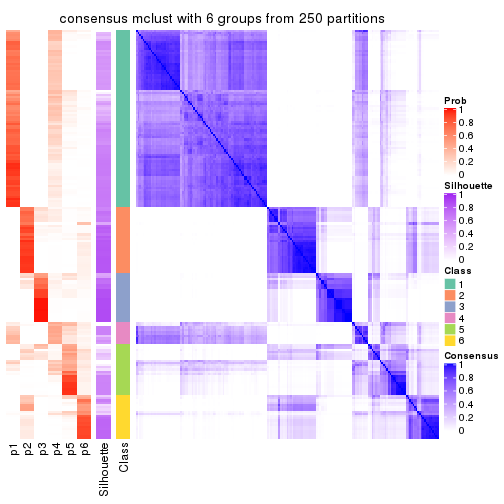 consensus mclust with 6 groups from 250 partitions
Prob
1
0.8
0.6
0.4
0.2
0
Silhouette
1
0.8
0.6
0.4
0.2
0
Class
1
2
3
4
5
6
Consensus
1
0.8
0.6
0.4
0.2
0
p1
p2
p3
p4
p5
p6
Silhouette
Class